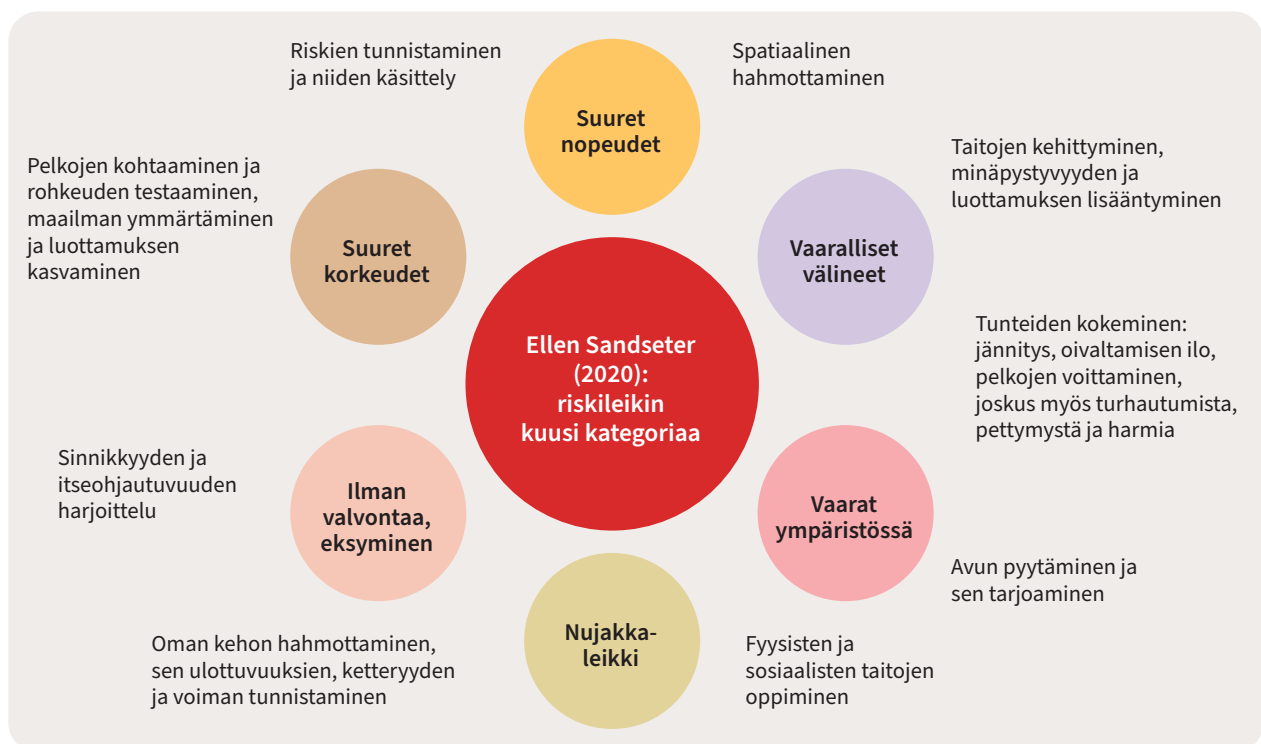 Riskien tunnistaminen
ja niiden käsittely
Suuret
nopeudet
Spatiaalinen
hahmottaminen
Pelkojen kohtaaminen ja
rohkeuden testaaminen,
maailman ymmärtäminen
ja luottamuksen
kasvaminen
Suuret
korkeudet
Vaaralliset
välineet
Taitojen kehittyminen,
minäpystyvyyden ja
luottamuksen lisääntyminen
Ellen Sandseter
(2020):
riskileikin
kuusi kategoriaa
Tunteiden kokeminen:
jännitys, oivaltamisen ilo,
pelkojen voittaminen,
joskus myös turhautumista,
pettymystä ja harmia
Sinnikkyyden ja
itseohjautuvuuden
harjoittelu
Ilman
valvontaa,
eksyminen
Vaarat
ympäristössä
Avun pyytäminen ja
sen tarjoaminen
Oman kehon hahmottaminen,
sen ulottuvuuksien, ketteryyden
ja voiman tunnistaminen
Nujakka-
leikki
Fyysisten ja
sosiaalisten taitojen
oppiminen